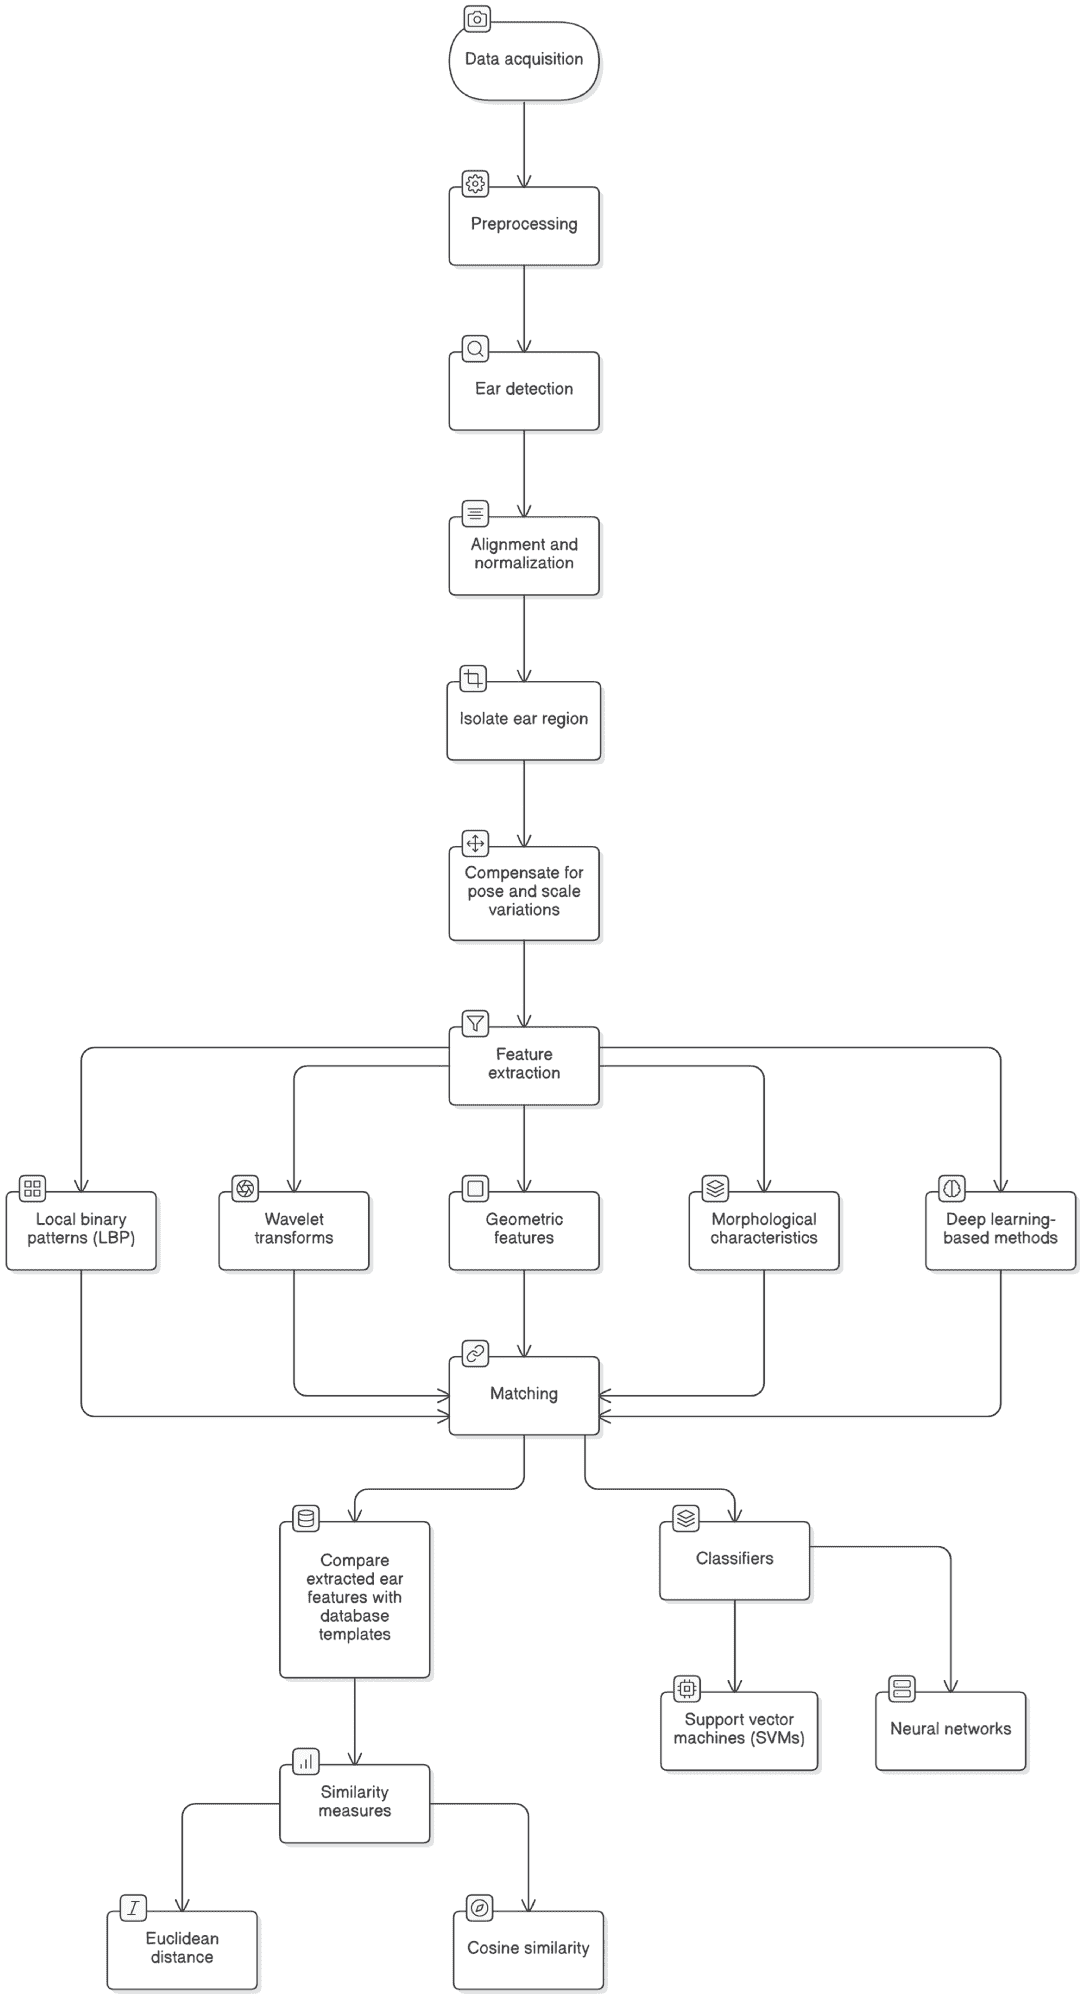 Data acquisition
Preprocessing
Ear detection
Alignment and
normalization
Isolate ear region
Compensate for
pose and scale
variations
Feature
extraction
Local binary
patterns (LBP)
Wavelet
transforms
Geometric
features
Morphological
characteristics
Deep learning-
based methods
Matching
Compare
extracted ear
features with
database
templates
Classifiers
Support vector
machines (SVMs)
Neural networks
Similarity
measures
Euclidean
distance
Cosine similarity